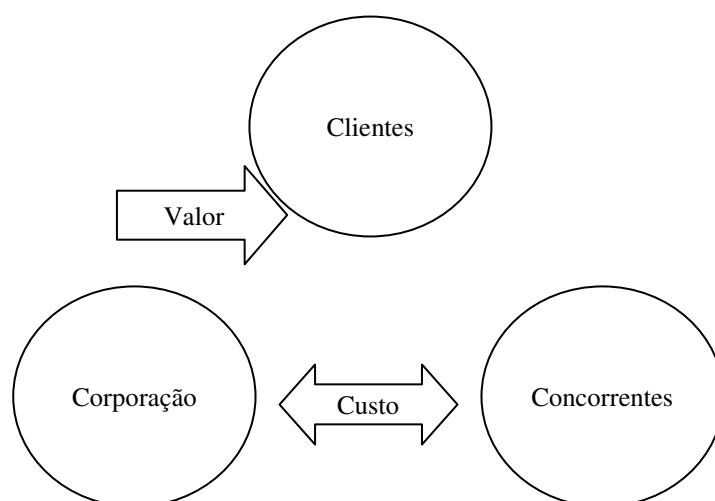 Clientes
Valor
Corporação
Custo
Concorrentes